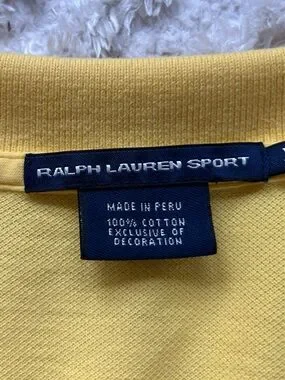 RALPH LAUREN SPORT
MADE IN PERU
100% COTTON
EXCLUSIVE OF
DECORATION